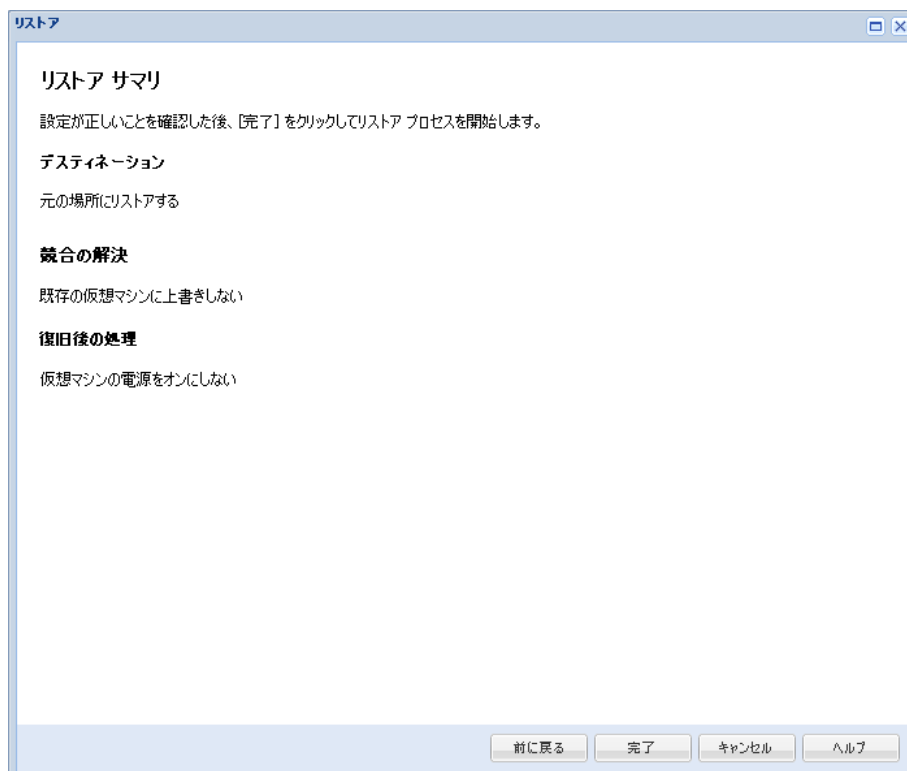 リストア
リストア サマリ
設定が正しいことを確認した後、[完了] をクリックしてリストア プロセスを開始します。
デスティネーション
元の場所にリストアする
競合の解決
既存の仮想マシンに上書きしない
復旧後の処理
仮想マシンの電源をオンにしない
前に戻る 完了 キャンセル ヘルプ